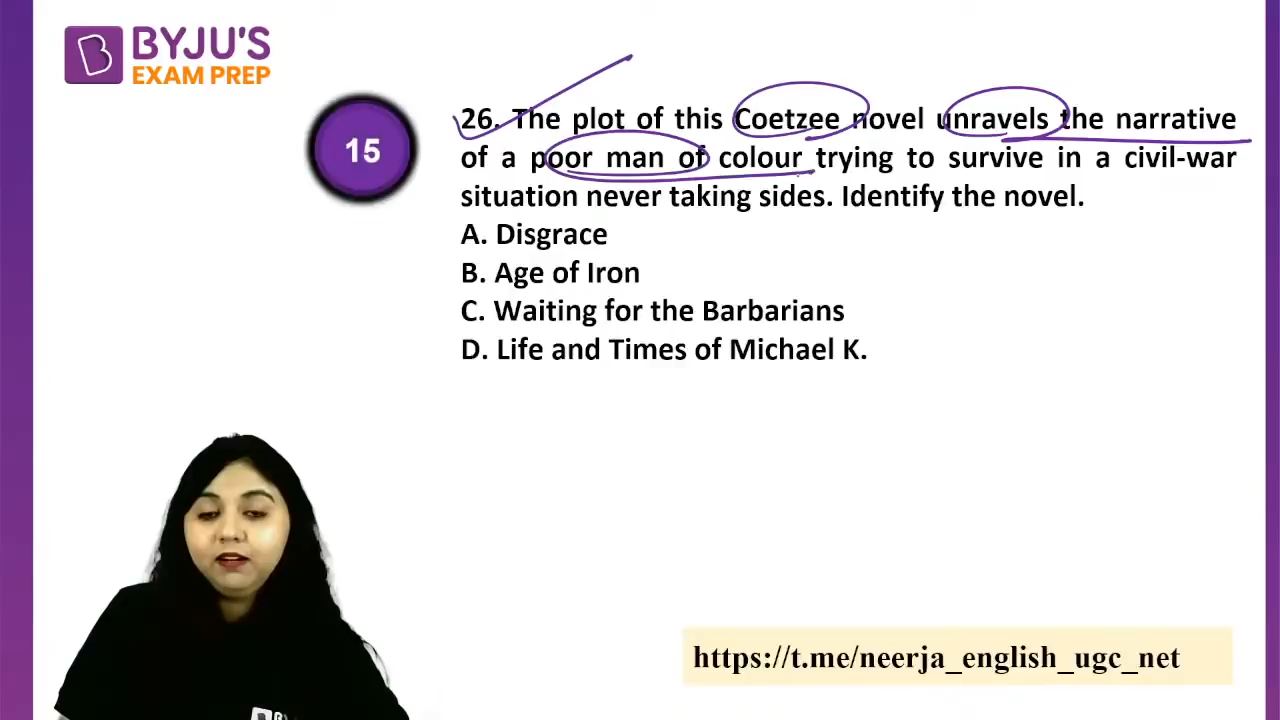 BYJU'S
EXAM PREP
15
26. The plot of this Coetzee novel unravels the narrative
of a poor man of colour trying to survive in a civil-war
situation never taking sides. Identify the novel.
A. Disgrace
B. Age of Iron
C. Waiting for the Barbarians
D. Life and Times of Michael K.
https://t.me/neerja_english_ugc_net